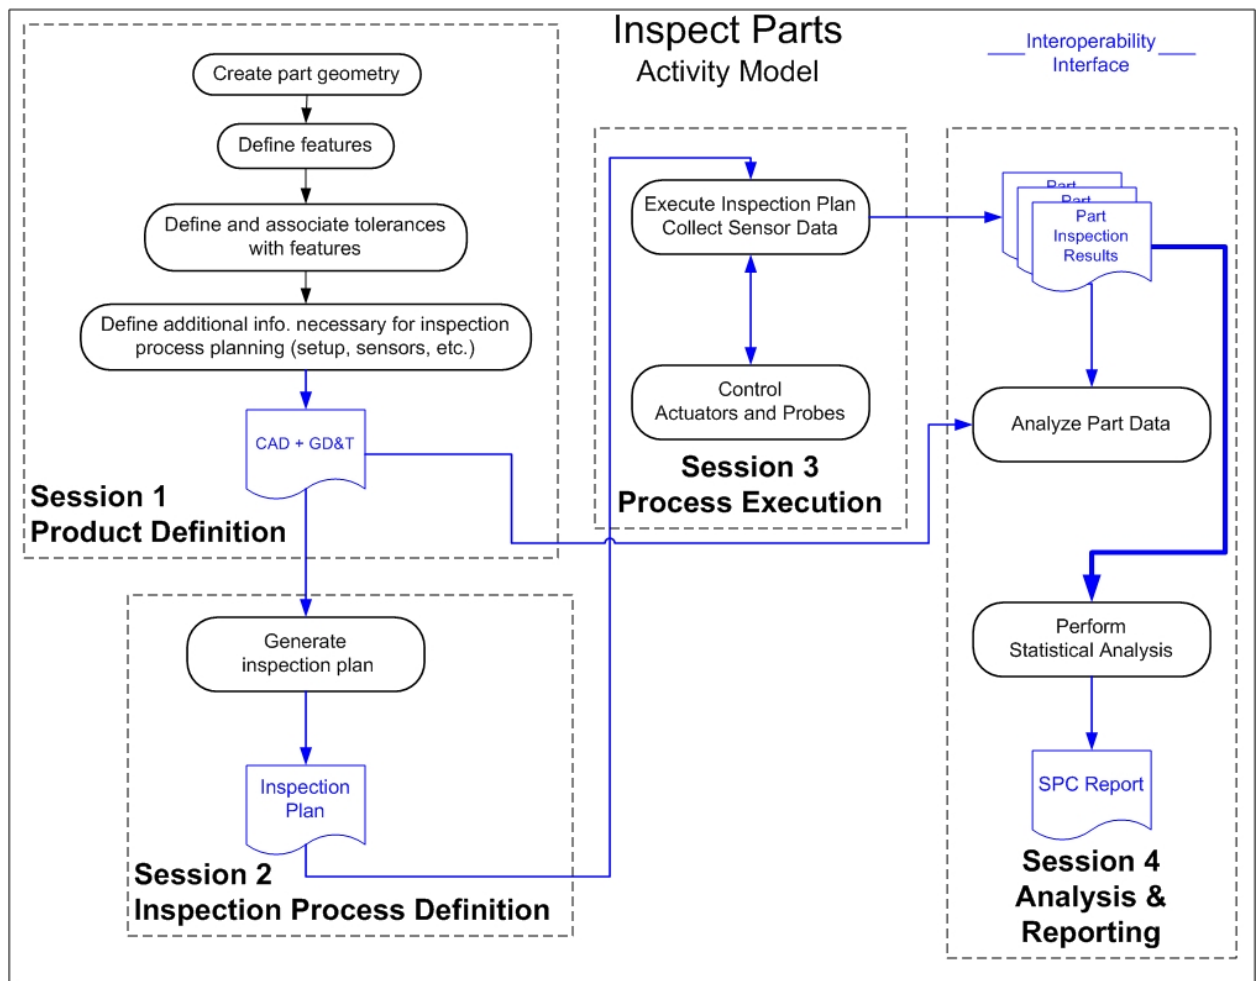 Inspect Parts
Activity Model
Interoperability
Interface
Create part geometry
Define features
Define and associate tolerances
with features
Define additional info. necessary for inspection
process planning (setup, sensors, etc.)
CAD + GD&T
Session 1
Product Definition
Generate
inspection plan
Inspection
Plan
Session 2
Inspection Process Definition
Execute Inspection Plan
Collect Sensor Data
Control
Actuators and Probes
Session 3
Process Execution
Part
Part
Part
Inspection
Results
Analyze Part Data
Perform
Statistical Analysis
SPC Report
Session 4
Analysis &
Reporting